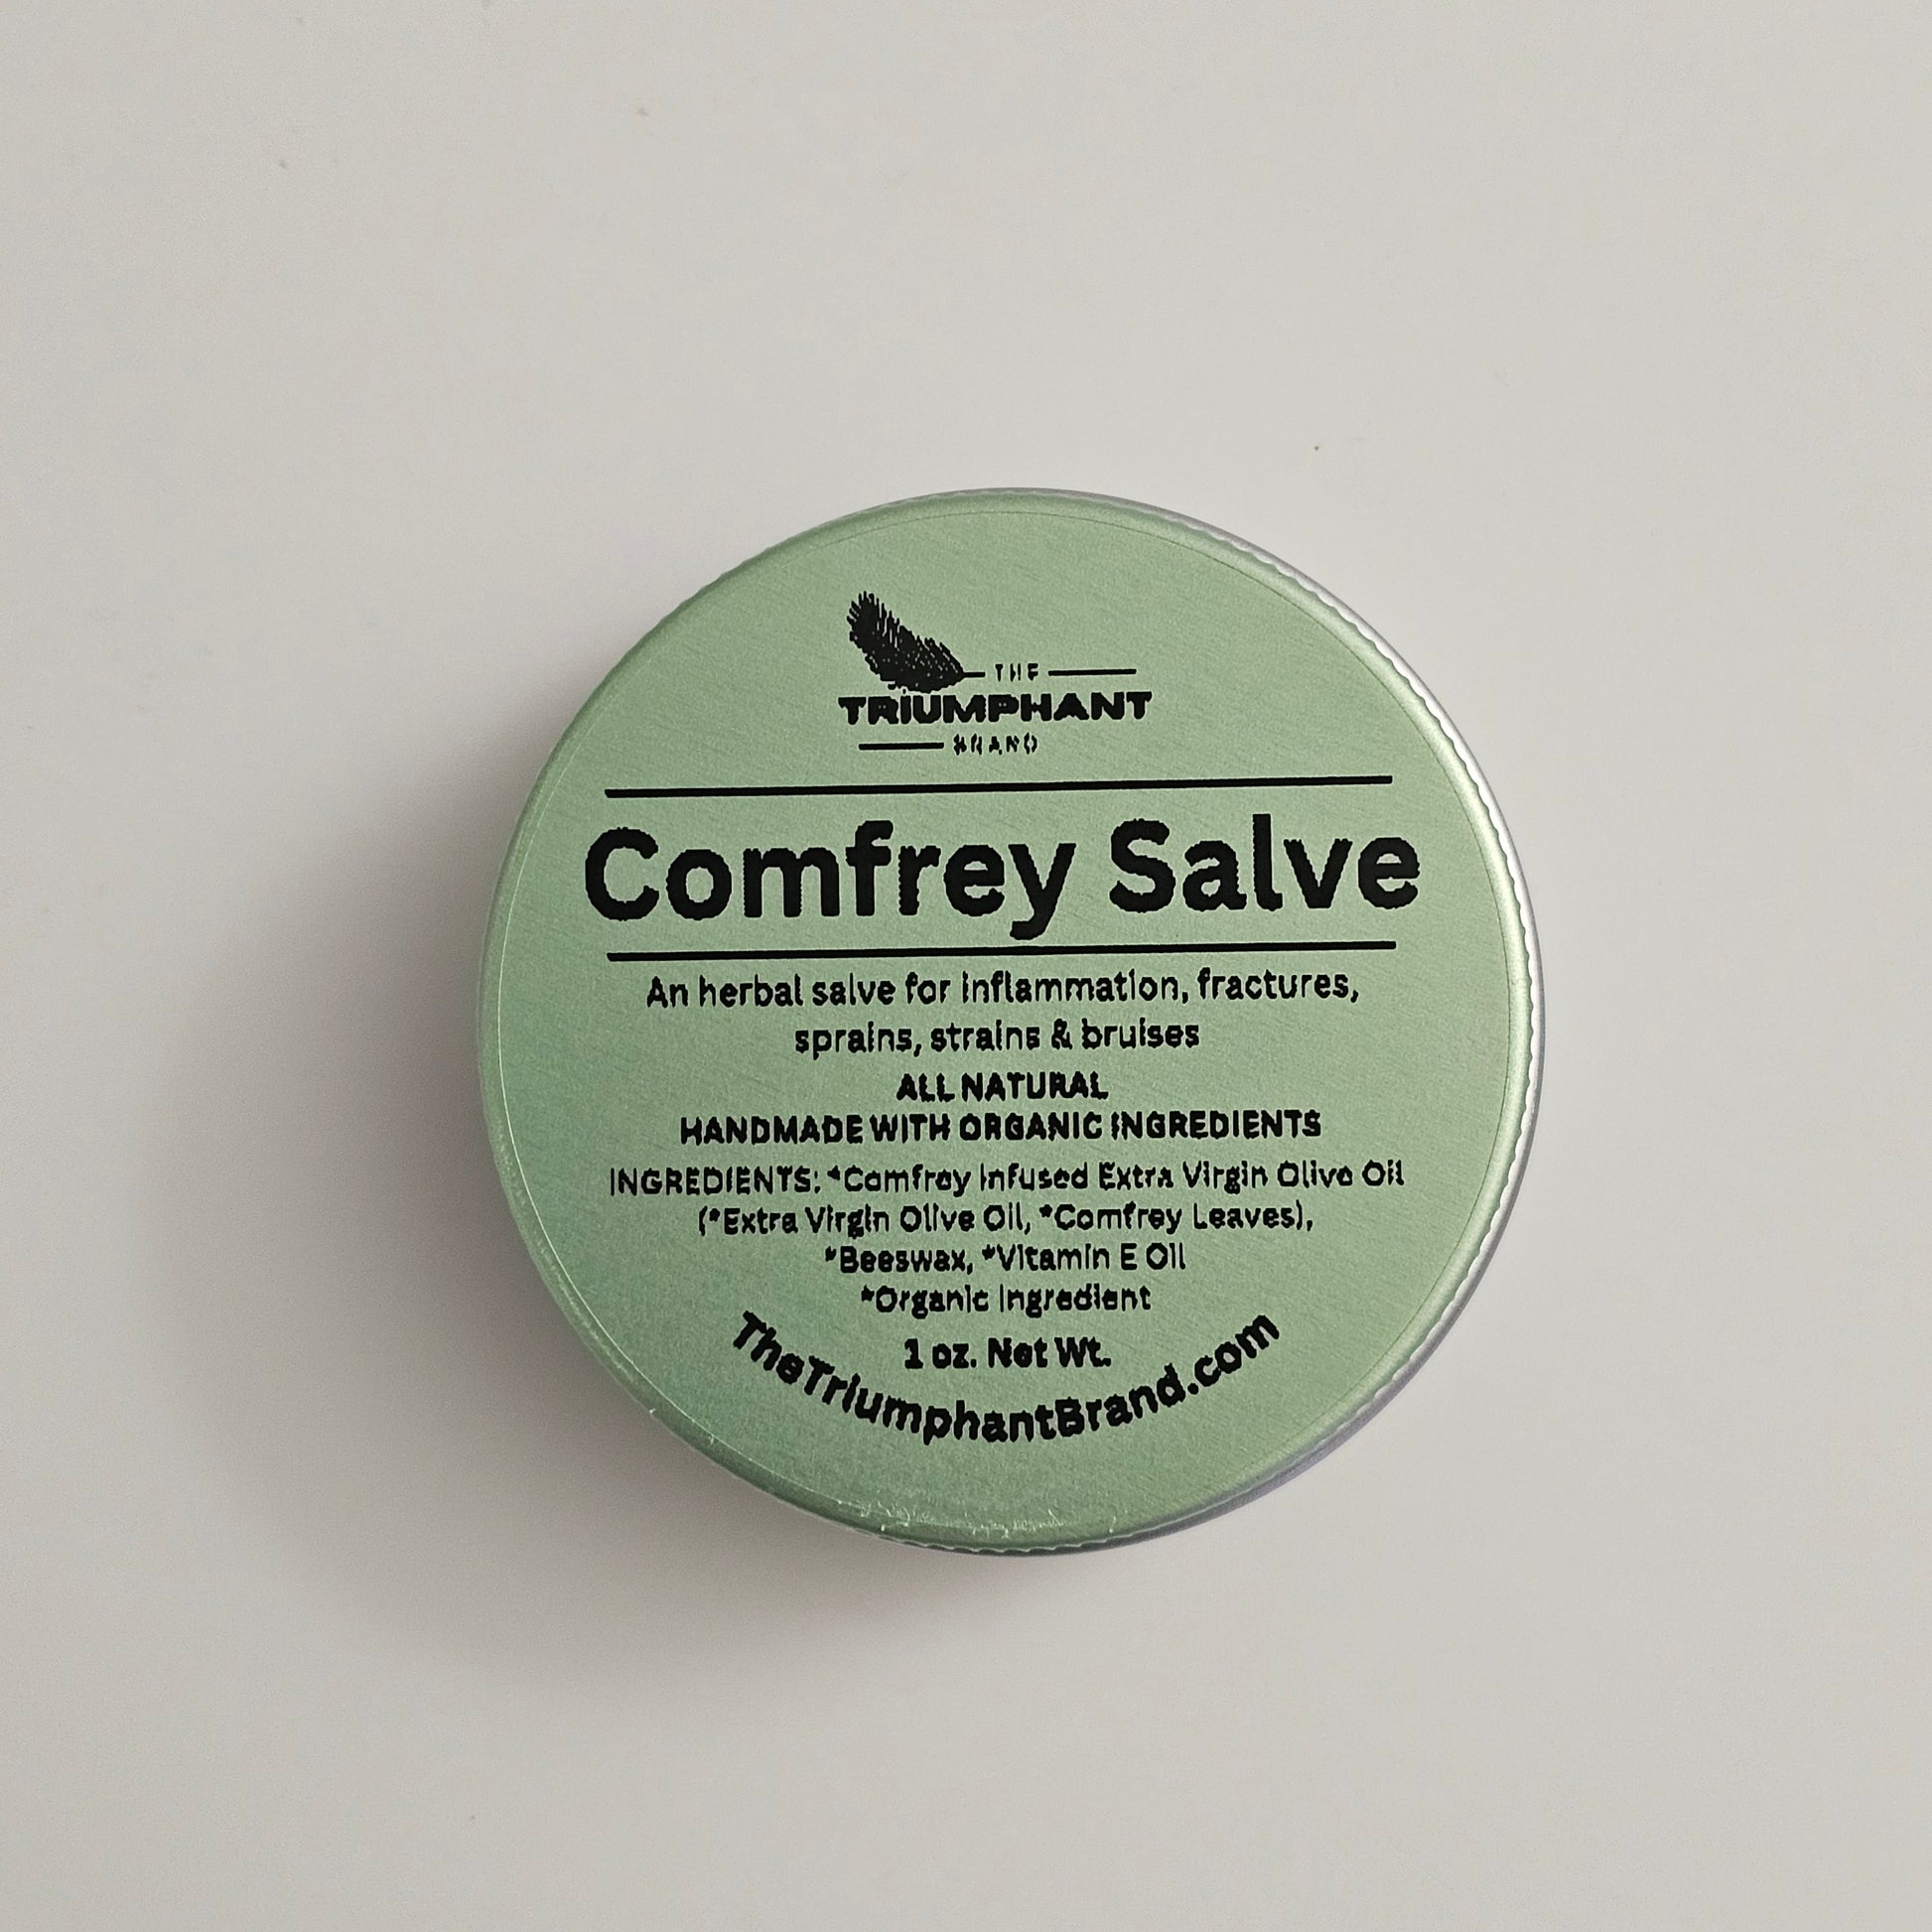 THE
TRIUMPHANT
BRAND
Comfrey Salve
An herbal salve for inflammation, fractures,
sprains, strains & bruises
ALL NATURAL
HANDMADE WITH ORGANIC INGREDIENTS
INGREDIENTS: *Comfrey Infused Extra Virgin Olive Oil
(*Extra Virgin Olive Oil, *Comfrey Leaves),
*Beeswax, *Vitamin E Oil
*Organic Ingredient
1 oz. Net Wt.
TheTriumphantBrand.com